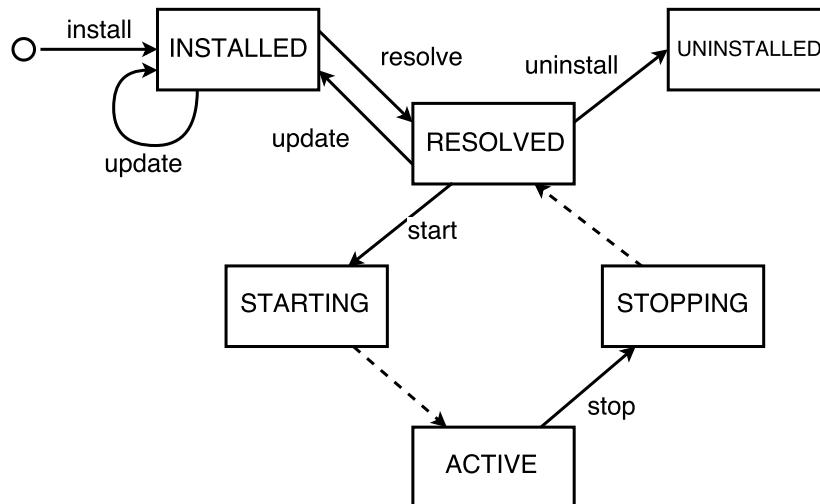 install
INSTALLED
resolve
uninstall
UNINSTALLED
update
update
RESOLVED
start
STARTING
STOPPING
stop
ACTIVE